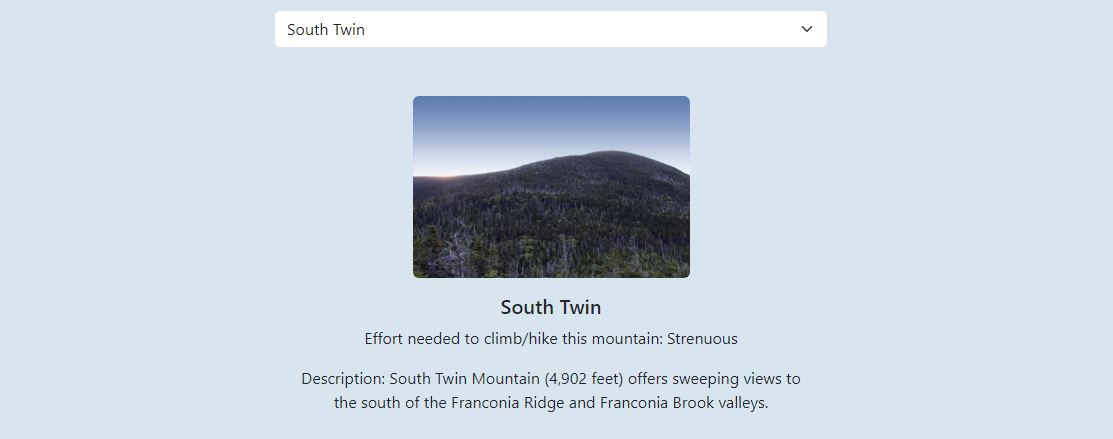 South Twin
South Twin
Effort needed to climb/hike this mountain: Strenuous
Description: South Twin Mountain (4,902 feet) offers sweeping views to
the south of the Franconia Ridge and Franconia Brook valleys.